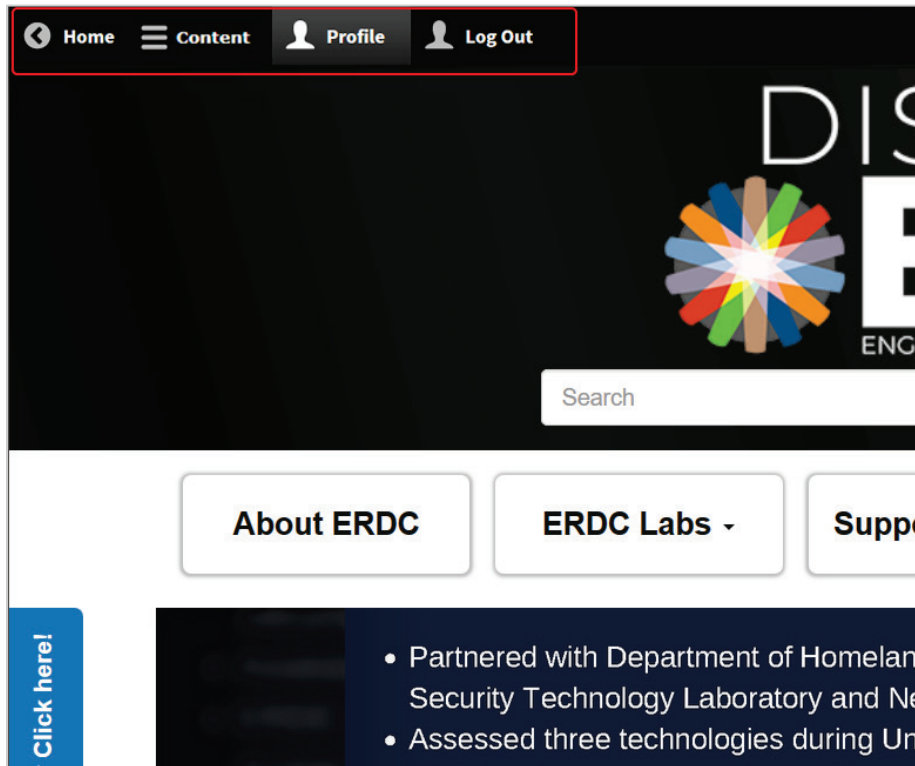 Home Content Profile Log Out
DIS
E
ENG
Search
About ERDC ERDC Labs Suppo
Click here!
• Partnered with Department of Homelan
Security Technology Laboratory and Ne
• Assessed three technologies during Un